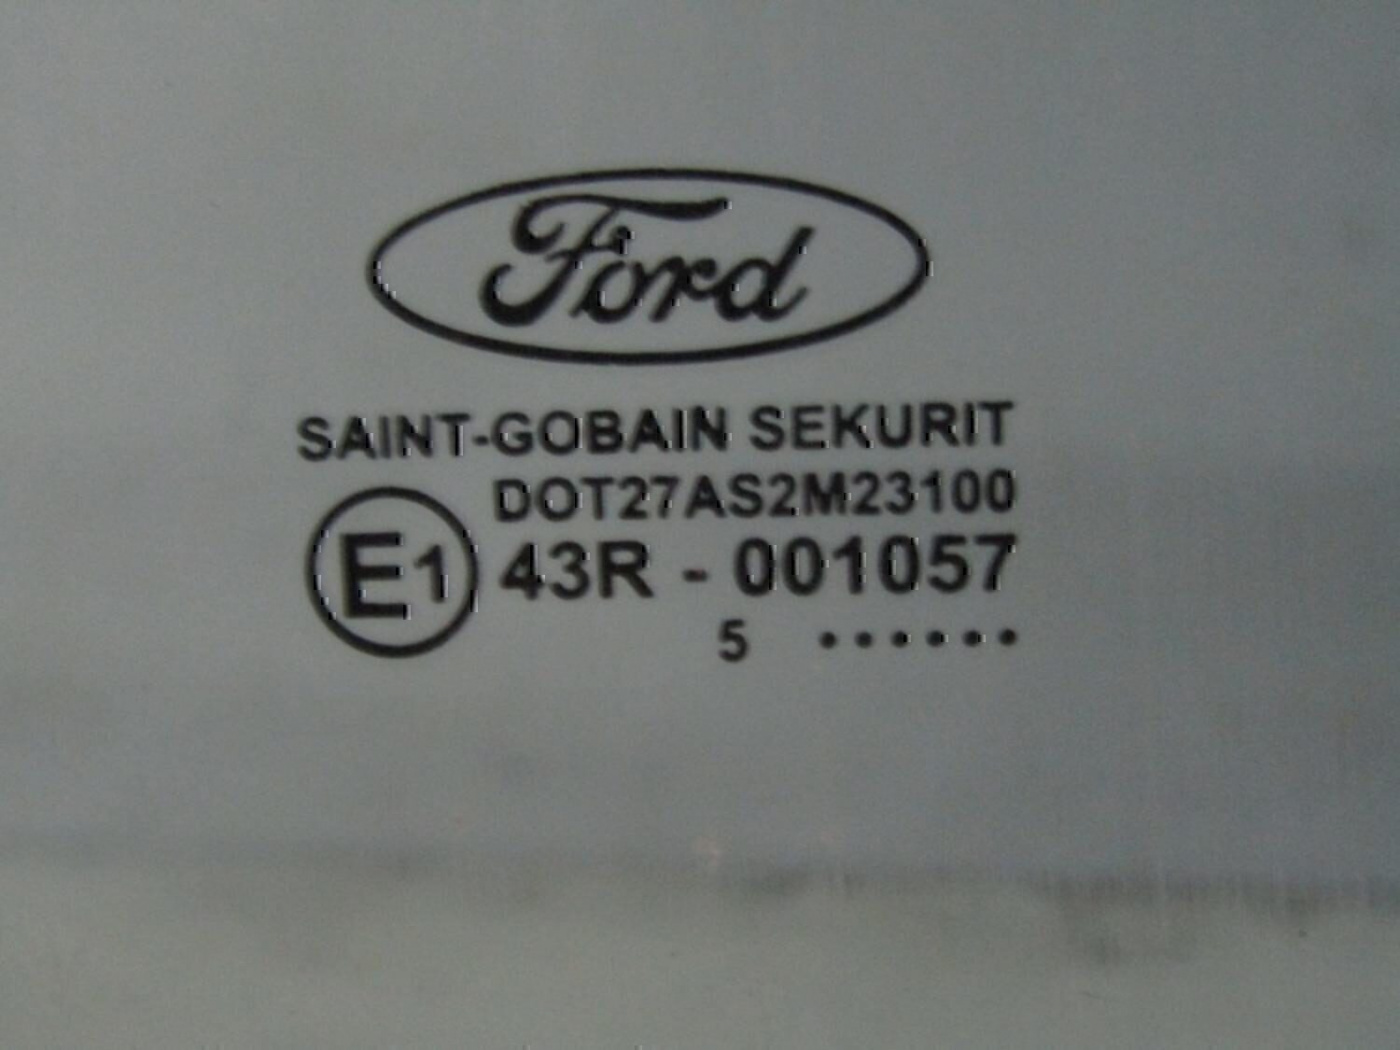 Ford
SAINT-GOBAIN SEKURIT
DOT27AS2M23100
E1 43R - 001057
5 ••••••